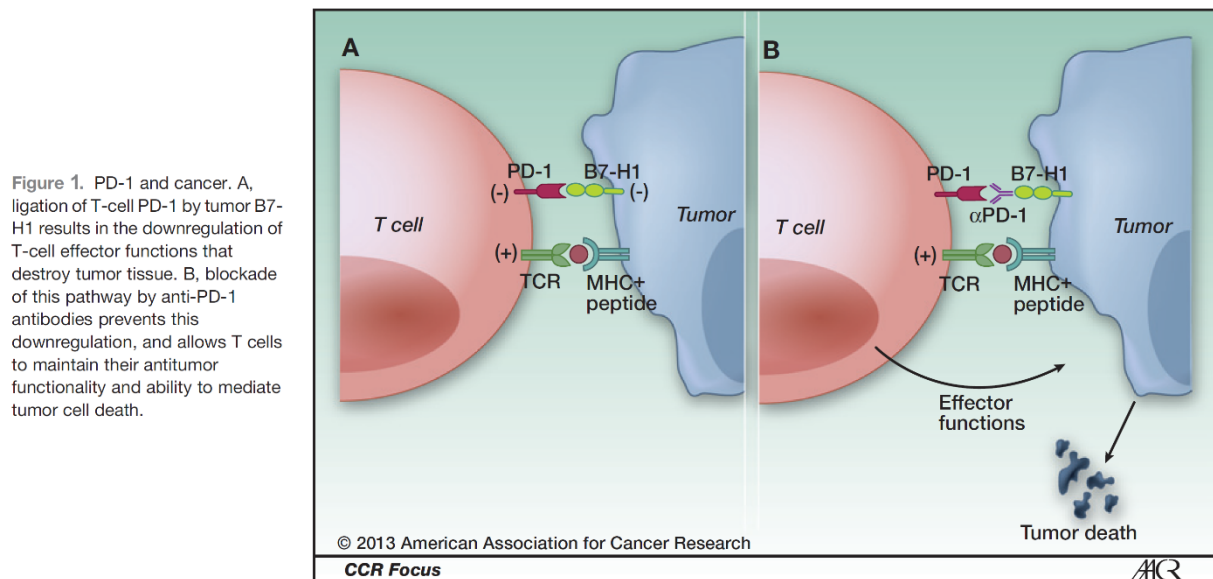 Figure 1. PD-1 and cancer. A,
ligation of T-cell PD-1 by tumor B7-
H1 results in the downregulation of
T-cell effector functions that
destroy tumor tissue. B, blockade
of this pathway by anti-PD-1
antibodies prevents this
downregulation, and allows T cells
to maintain their antitumor
functionality and ability to mediate
tumor cell death.
A
PD-1
B7-H1
(-)
(-)
T cell
Tumor
(+)
TCR
MHC+
peptide
B
PD-1
B7-H1
αPD-1
T cell
Tumor
(+)
TCR
MHC+
peptide
Effector
functions
Tumor death
© 2013 American Association for Cancer Research
CCR Focus
AACR